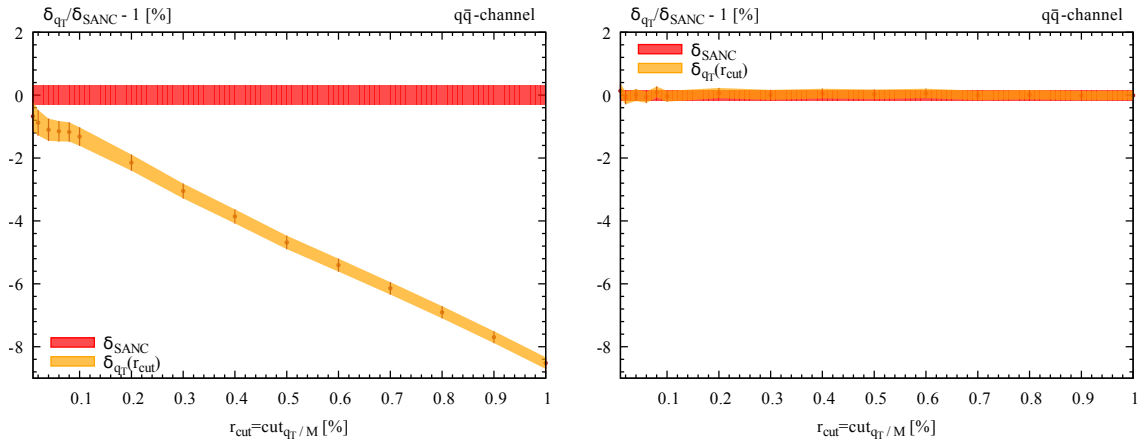 δqT/δSANC - 1 [%] qq̄-channel
2
0
-2
-4
-6
-8
δSANC
δqT(rcut)
0.1 0.2 0.3 0.4 0.5 0.6 0.7 0.8 0.9 1
rcut=cutqT/M [%]
δqT/δSANC - 1 [%] qq̄-channel
2
δSANC
δqT(rcut)
0
-2
-4
-6
-8
0.1 0.2 0.3 0.4 0.5 0.6 0.7 0.8 0.9 1
rcut=cutqT/M [%]